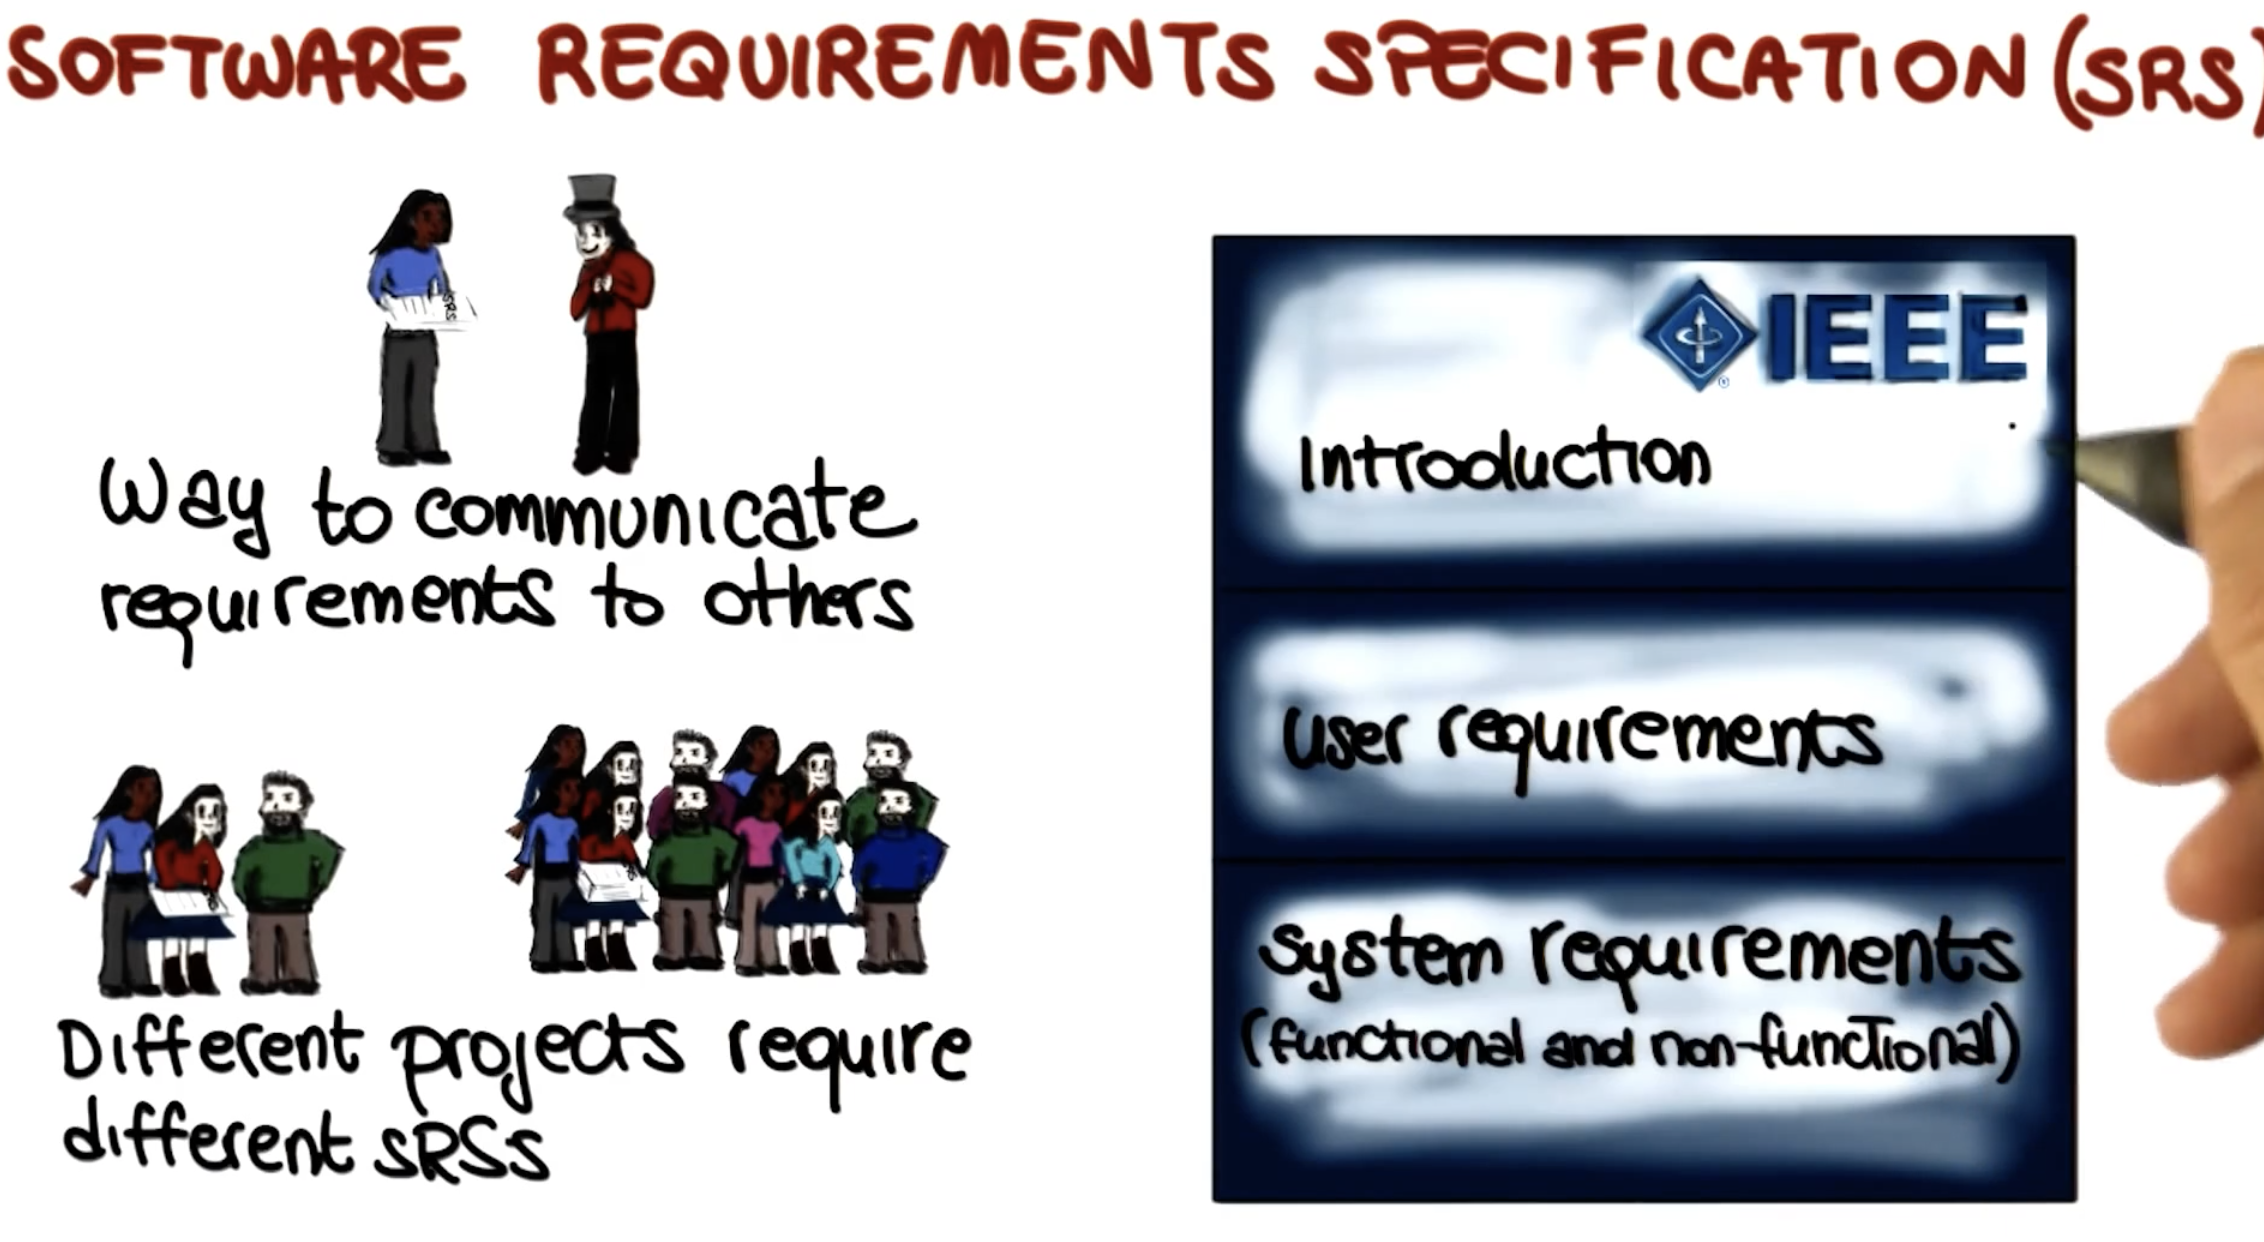 SOFTWARE REQUIREMENTS SPECIFICATION (SRS)
SRS
Way to communicate
requirements to others
Different projects require
different SRSs
IEEE
Introduction
User requirements
System requirements
(functional and non-functional)